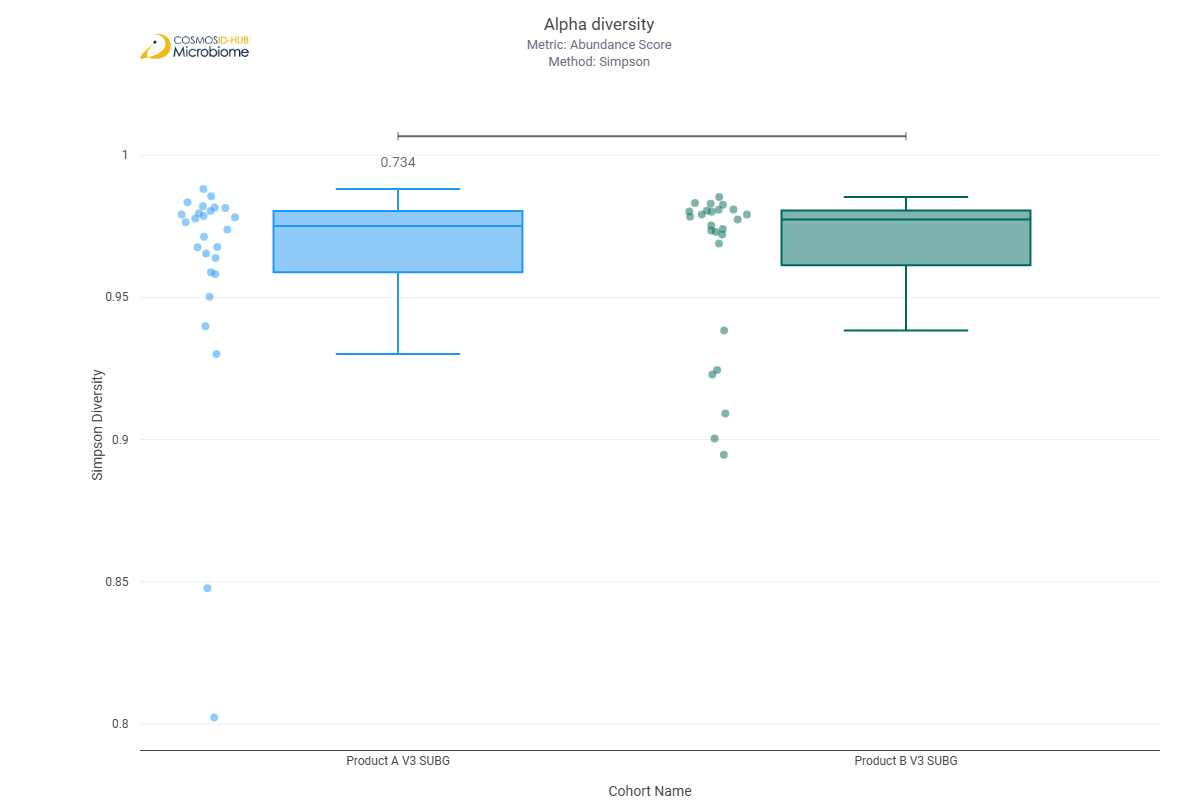 Alpha diversity
Metric: Abundance Score
Method: Simpson
COSMOSID-HUB
Microbiome
0.734
1
0.95
0.9
0.85
0.8
Simpson Diversity
Product A V3 SUBG
Product B V3 SUBG
Cohort Name